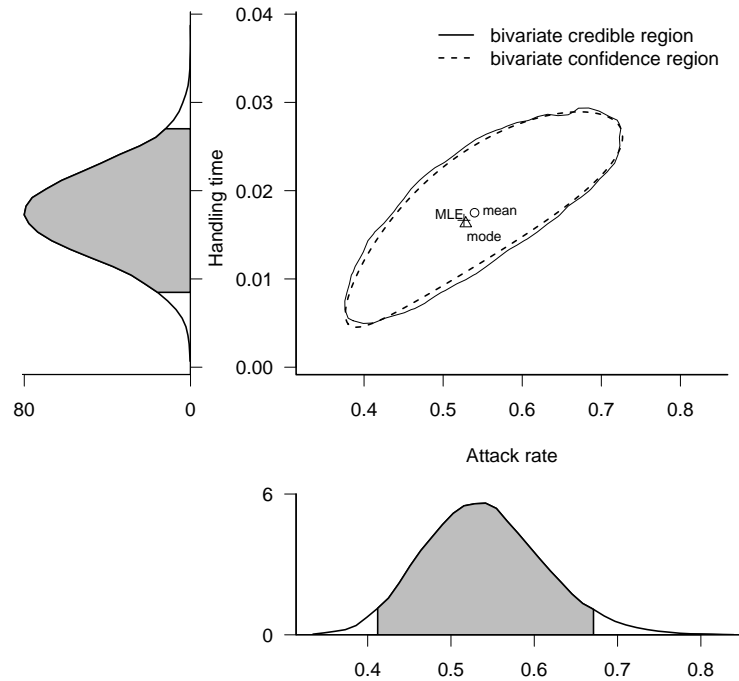 0.04
bivariate credible region
bivariate confidence region
0.03
Handling time
0.02
MLE
mean
mode
0.01
0.00
80
0
0.4
0.5
0.6
0.7
0.8
Attack rate
6
0
0.4
0.5
0.6
0.7
0.8